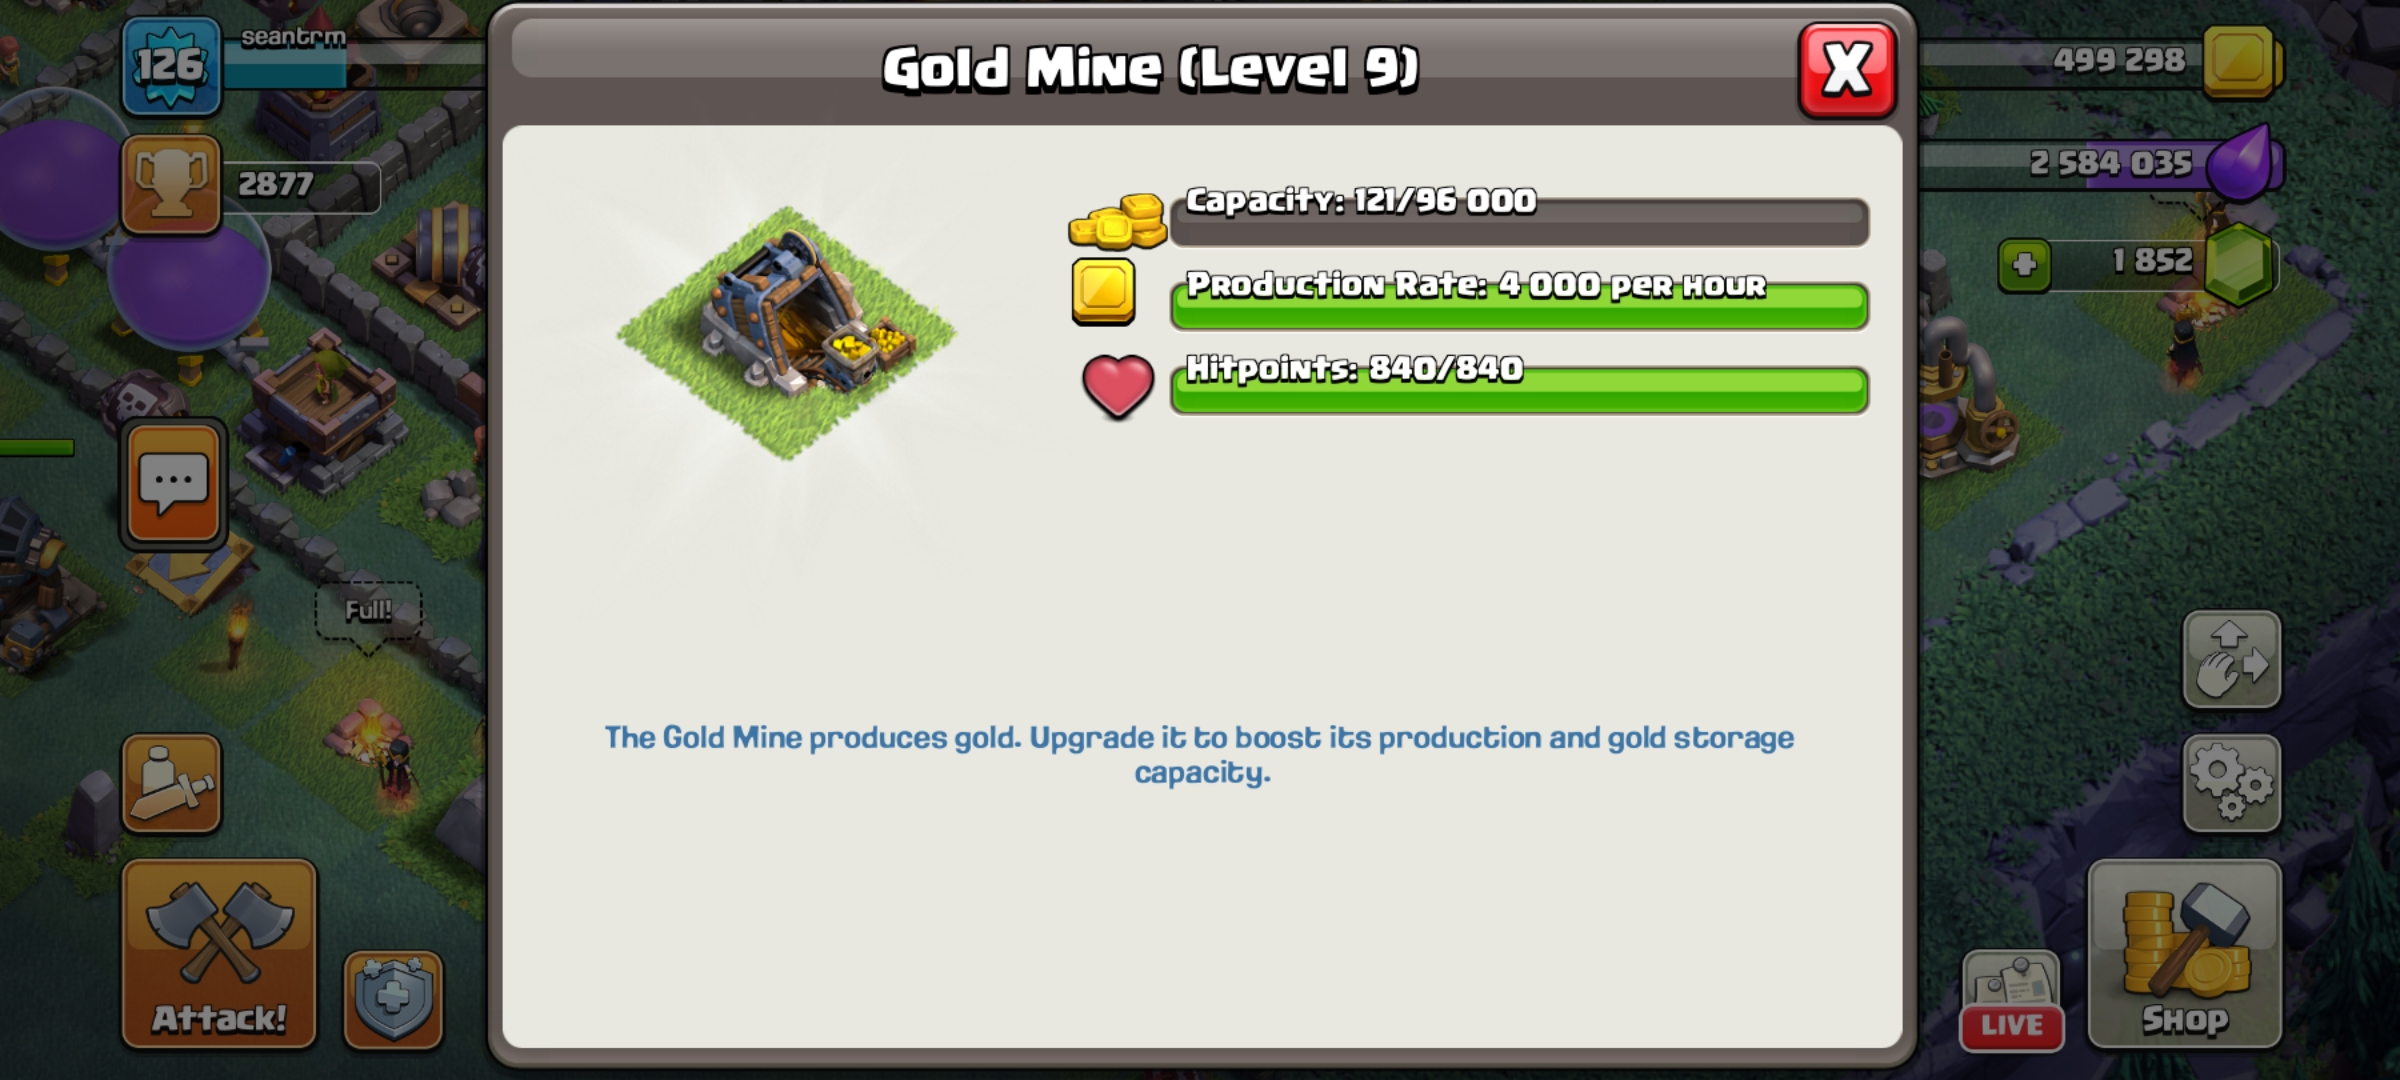 126
seantrm
2877
Full!
Attack!
Gold Mine (Level 9)
X
Capacity: 121/96 000
Production Rate: 4 000 per hour
Hitpoints: 840/840
The Gold Mine produces gold. Upgrade it to boost its production and gold storage
capacity.
499 298
2 584 035
1 852
LIVE
Shop